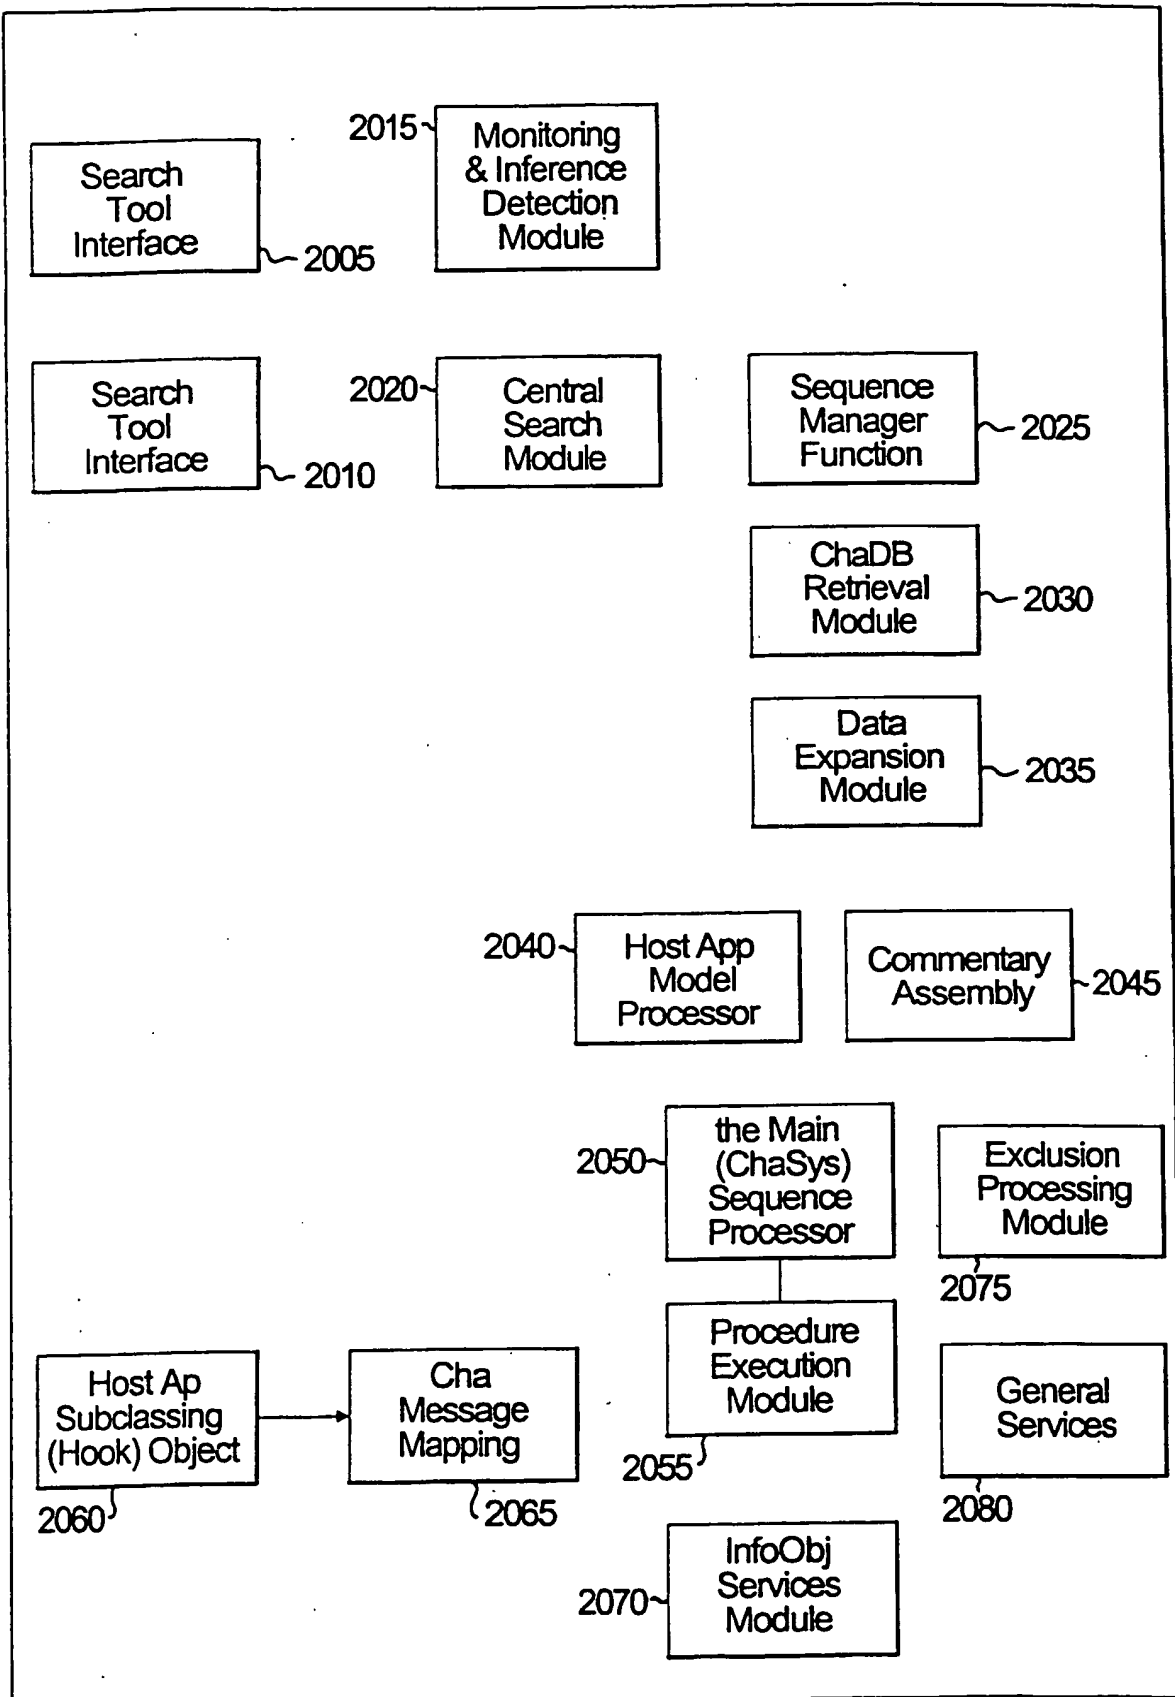 2015
Monitoring
& Inference
Detection
Module
Search
Tool
Interface
2005
Search
Tool
Interface
2010
2020
Central
Search
Module
Sequence
Manager
Function
2025
ChaDB
Retrieval
Module
2030
Data
Expansion
Module
2035
2040
Host App
Model
Processor
Commentary
Assembly
2045
2050
the Main
(ChaSys)
Sequence
Processor
Exclusion
Processing
Module
2075
Procedure
Execution
Module
2055
Host Ap
Subclassing
(Hook) Object
2060
Cha
Message
Mapping
2065
General
Services
2080
2070
InfoObj
Services
Module